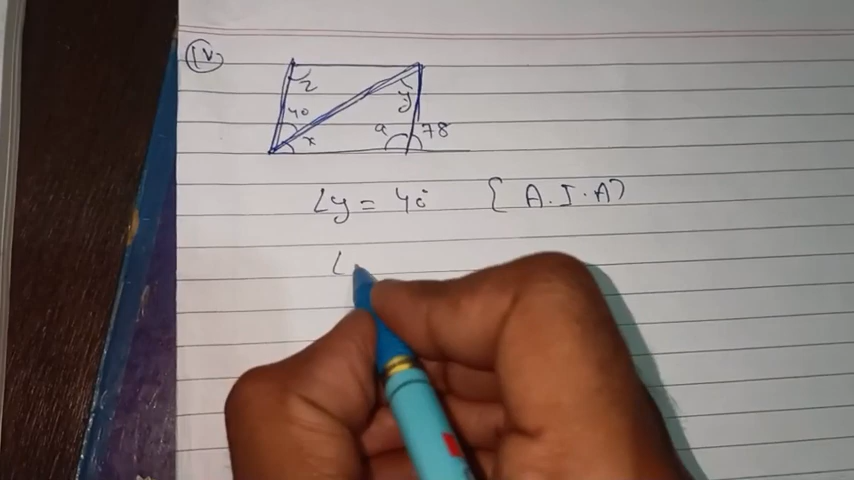 (iv)
z
40
y
x
a 78
∠y = 40° { A.I.A)
∠